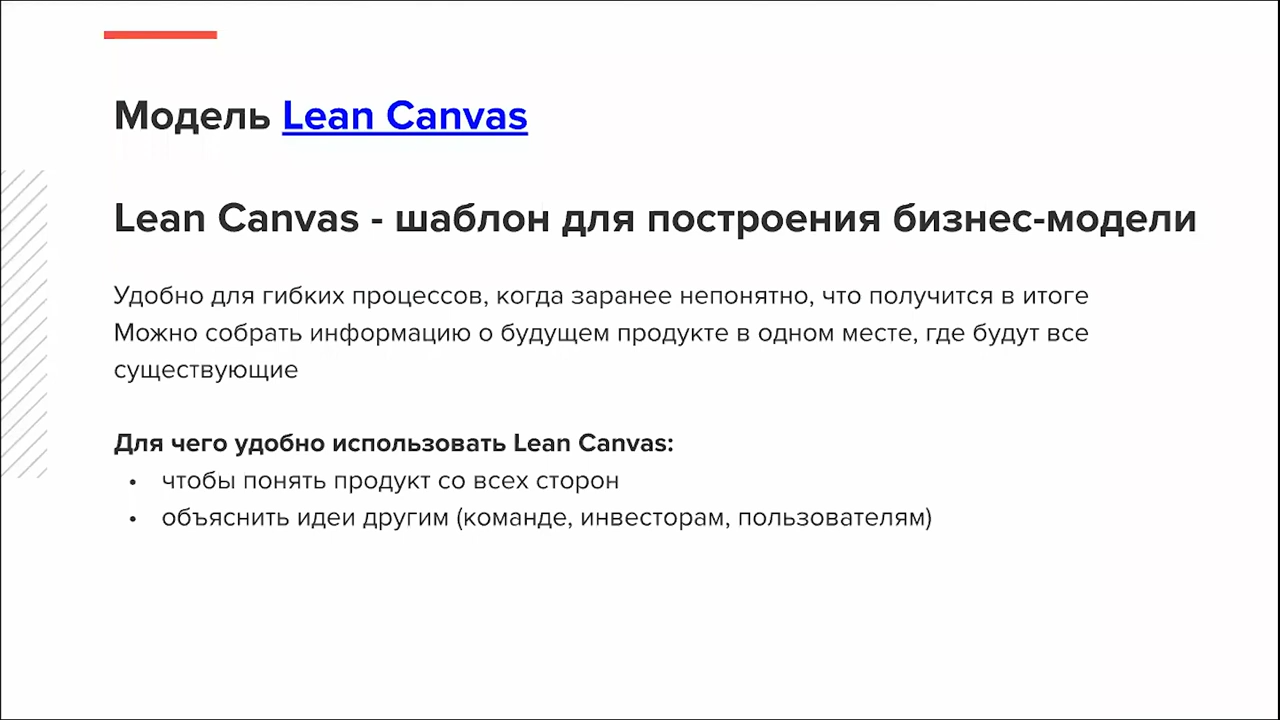 Модель Lean Canvas
Lean Canvas - шаблон для построения бизнес-модели
Удобно для гибких процессов, когда заранее непонятно, что получится в итоге
Можно собрать информацию о будущем продукте в одном месте, где будут все
существующие
Для чего удобно использовать Lean Canvas:
• чтобы понять продукт со всех сторон
• объяснить идеи другим (команде, инвесторам, пользователям)